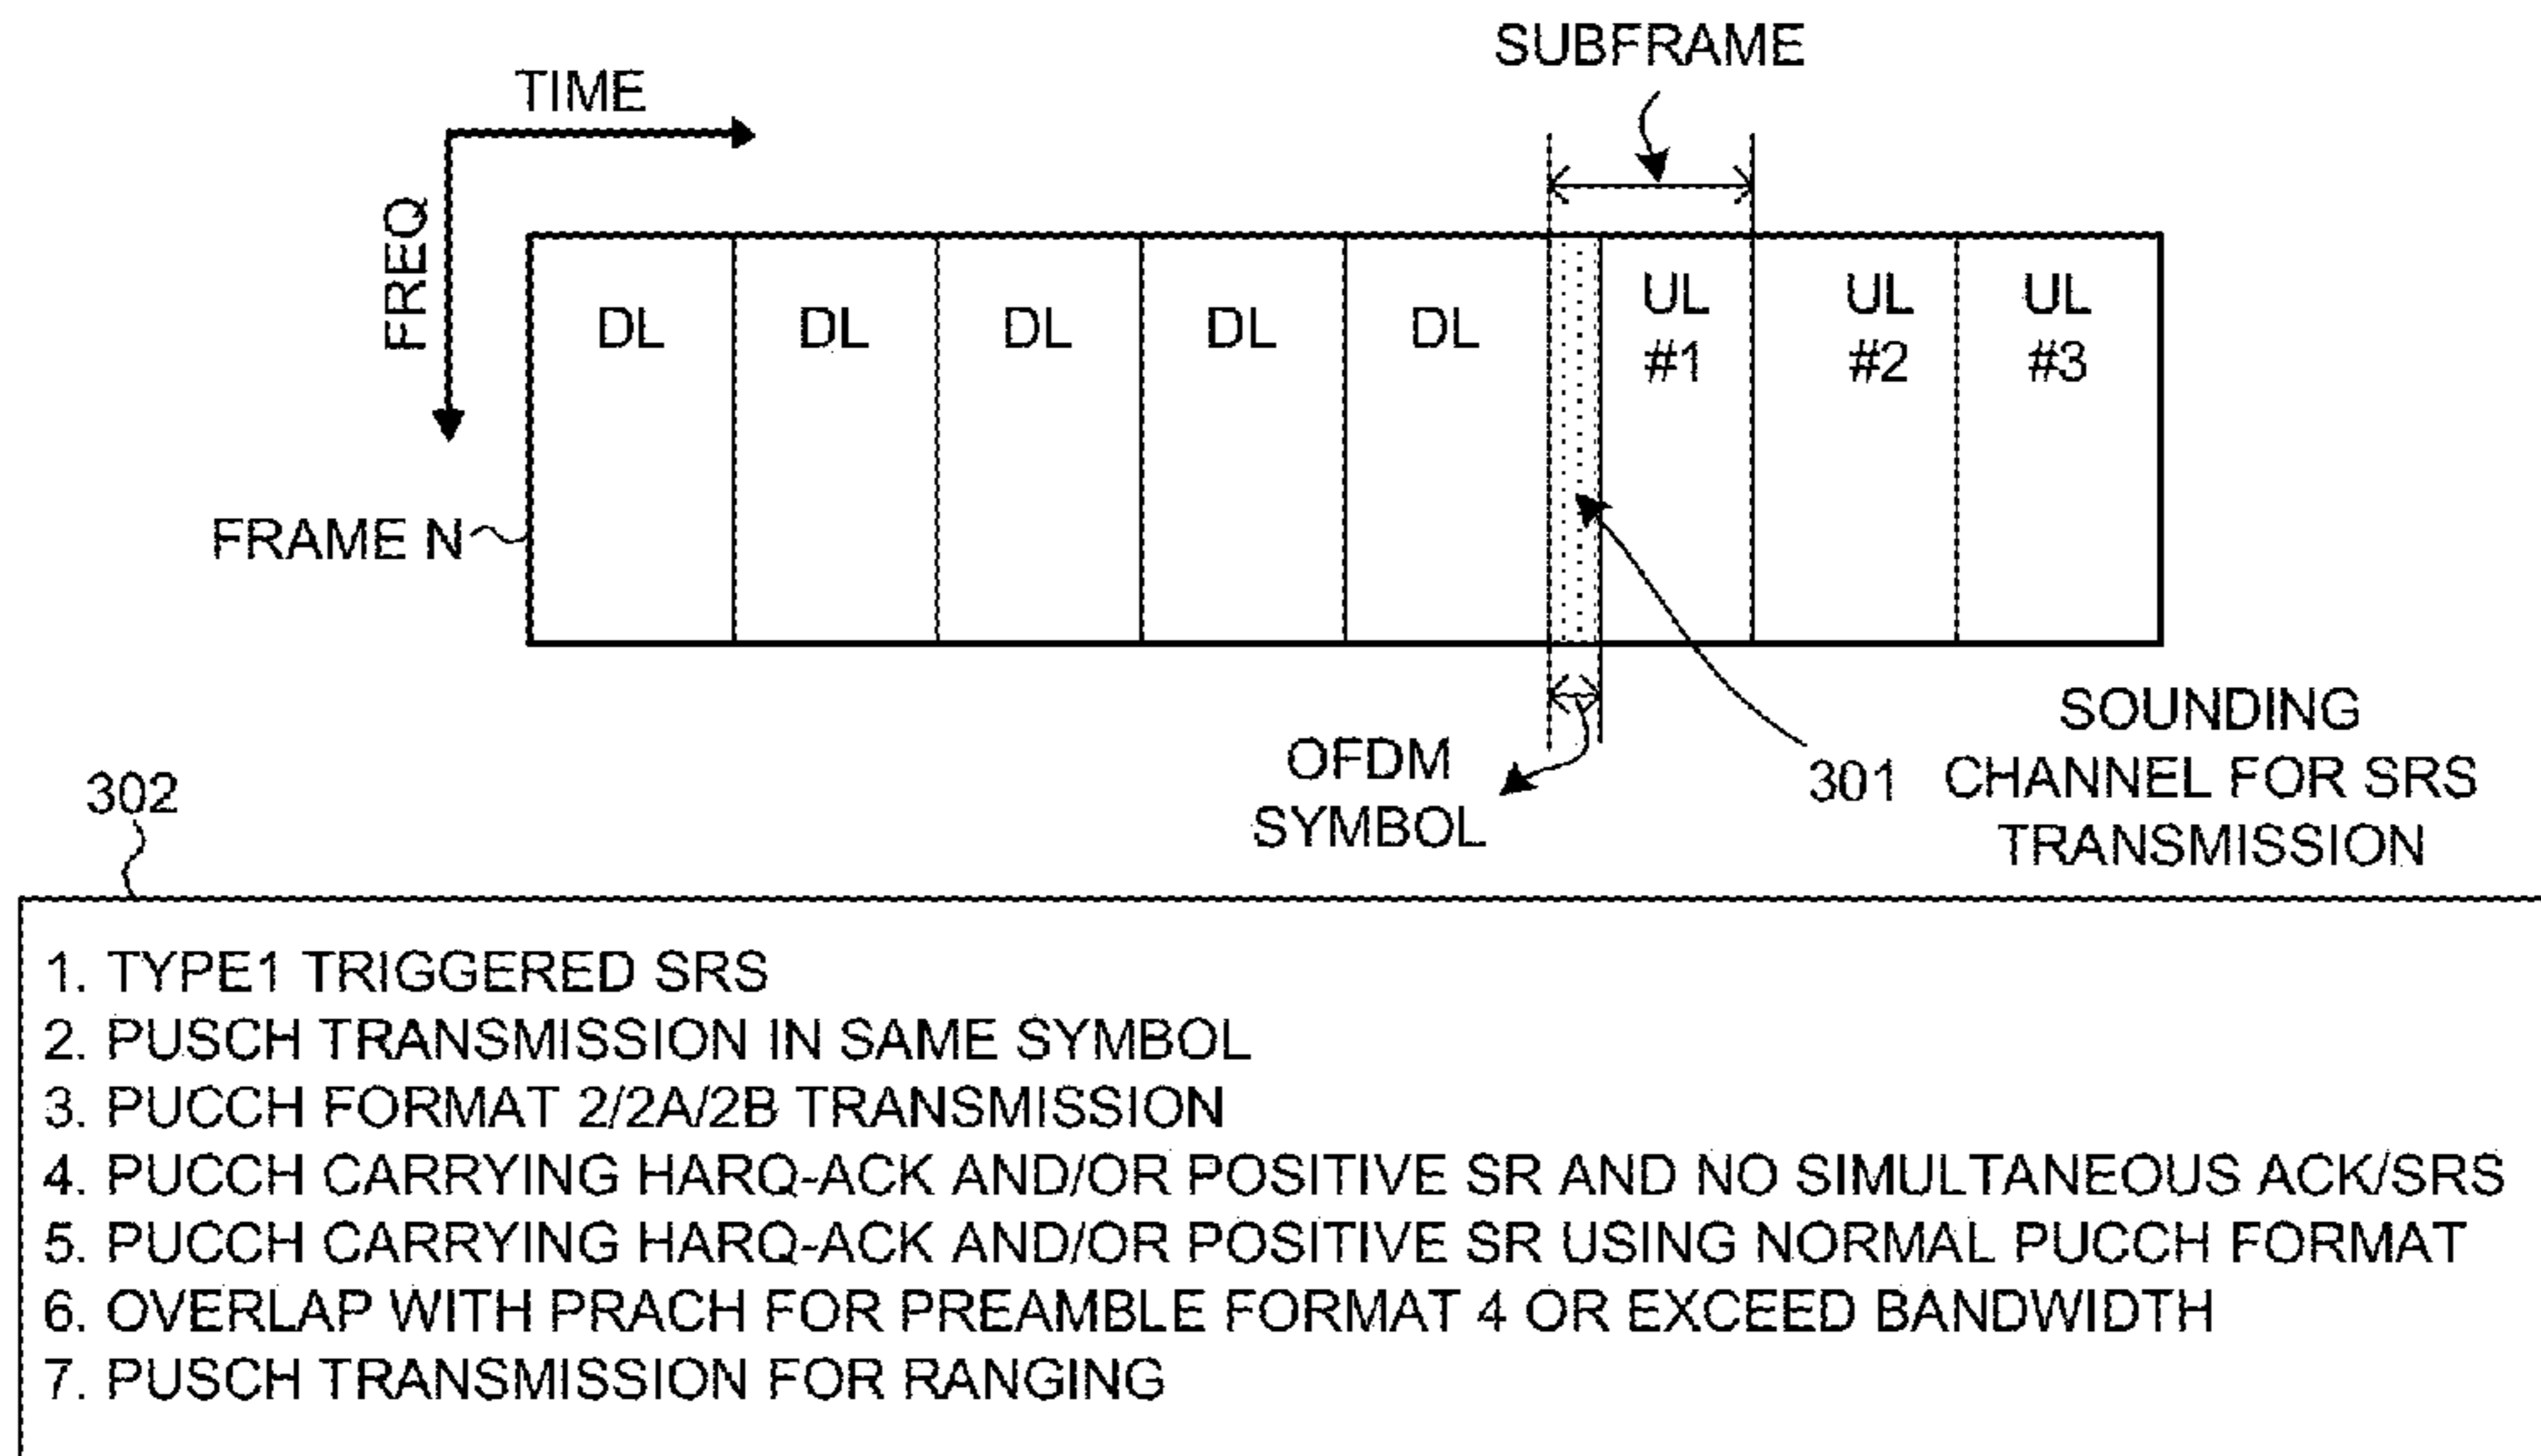 SUBFRAME
TIME
FREQ
DL
DL
DL
DL
DL
UL
#1
UL
#2
UL
#3
FRAME N
OFDM
SYMBOL
301
SOUNDING
CHANNEL FOR SRS
TRANSMISSION
302
1. TYPE1 TRIGGERED SRS
2. PUSCH TRANSMISSION IN SAME SYMBOL
3. PUCCH FORMAT 2/2A/2B TRANSMISSION
4. PUCCH CARRYING HARQ-ACK AND/OR POSITIVE SR AND NO SIMULTANEOUS ACK/SRS
5. PUCCH CARRYING HARQ-ACK AND/OR POSITIVE SR USING NORMAL PUCCH FORMAT
6. OVERLAP WITH PRACH FOR PREAMBLE FORMAT 4 OR EXCEED BANDWIDTH
7. PUSCH TRANSMISSION FOR RANGING